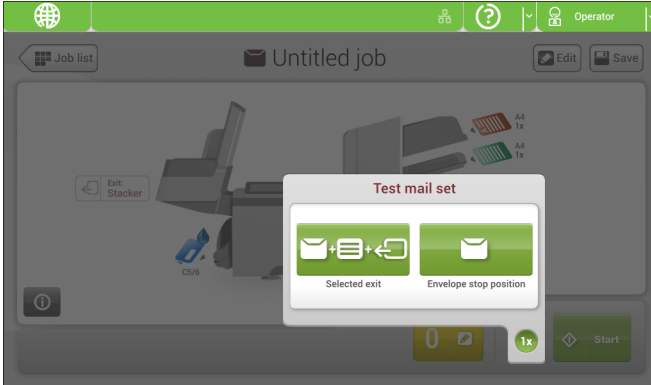 Operator
Job list
Untitled job
Edit
Save
A4
1x
A4
1x
Exit:
Stacker
C5/6
Test mail set
Selected exit
Envelope stop position
0
1x
Start